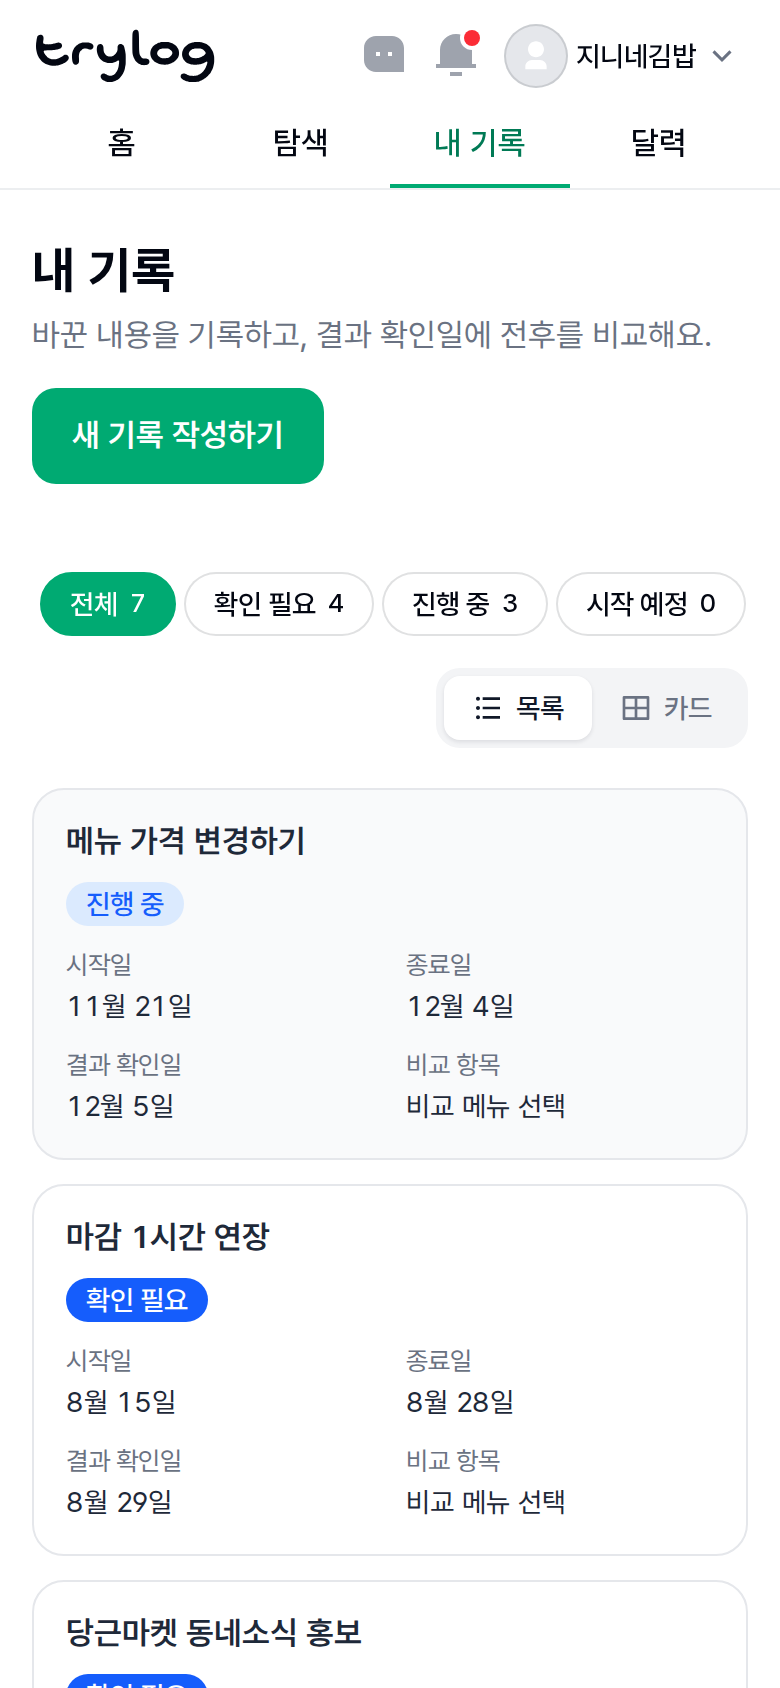 trylog
지니네김밥
홈 탐색 내 기록 달력
내 기록
바꾼 내용을 기록하고, 결과 확인일에 전후를 비교해요.
새 기록 작성하기
전체 7 확인 필요 4 진행 중 3 시작 예정 0
목록 카드
메뉴 가격 변경하기
진행 중
시작일 종료일
11월 21일 12월 4일
결과 확인일 비교 항목
12월 5일 비교 메뉴 선택
마감 1시간 연장
확인 필요
시작일 종료일
8월 15일 8월 28일
결과 확인일 비교 항목
8월 29일 비교 메뉴 선택
당근마켓 동네소식 홍보